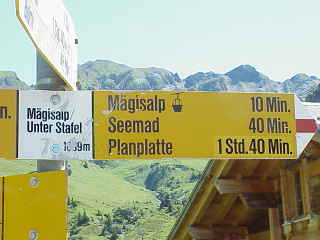 Mägisalp/
Unter Stafel
Mägisalp 10 Min.
Seemad 40 Min.
Planplatte 1 Std. 40 Min.